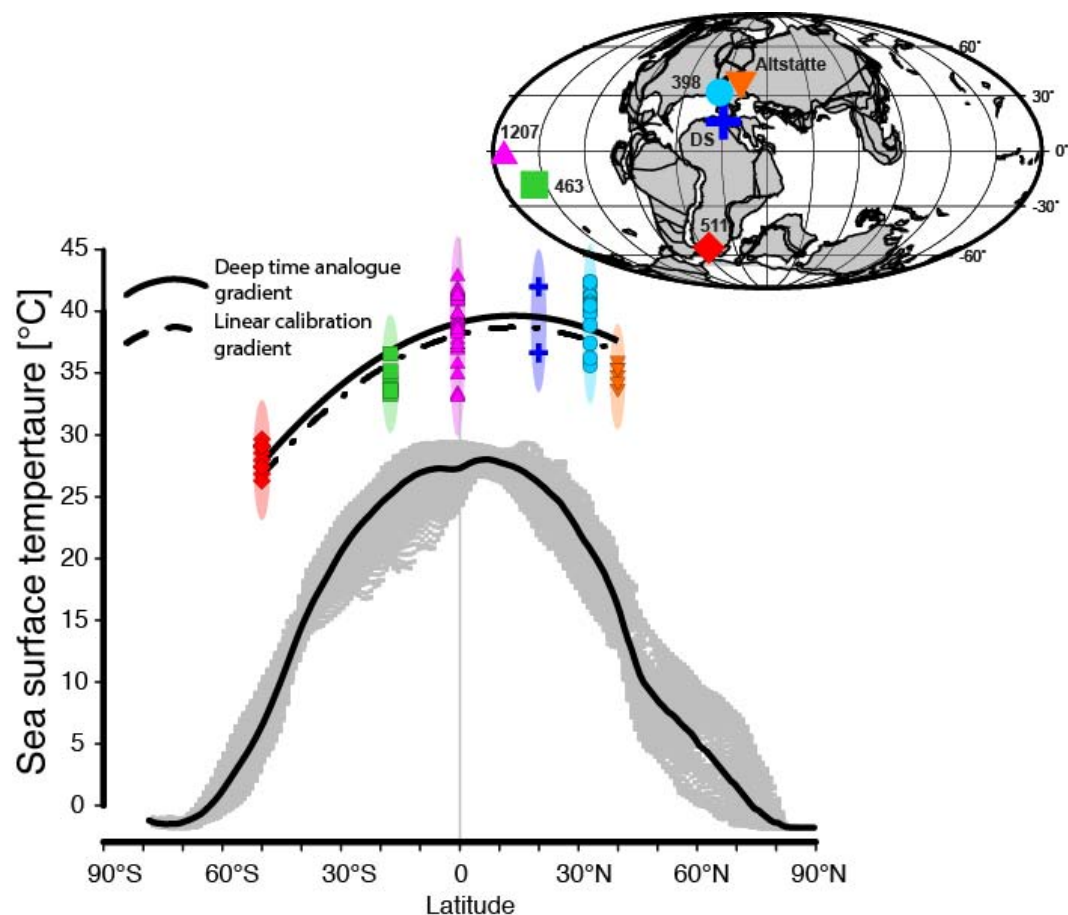 60°
Altstatte
398
30°
1207
DS
0°
463
-30°
511
-60°
45
Deep time analogue
gradient
40
Linear calibration
gradient
35
30
25
20
15
10
5
0
Sea surface tempertaure [°C]
90°S 60°S 30°S 0 30°N 60°N 90°N
Latitude